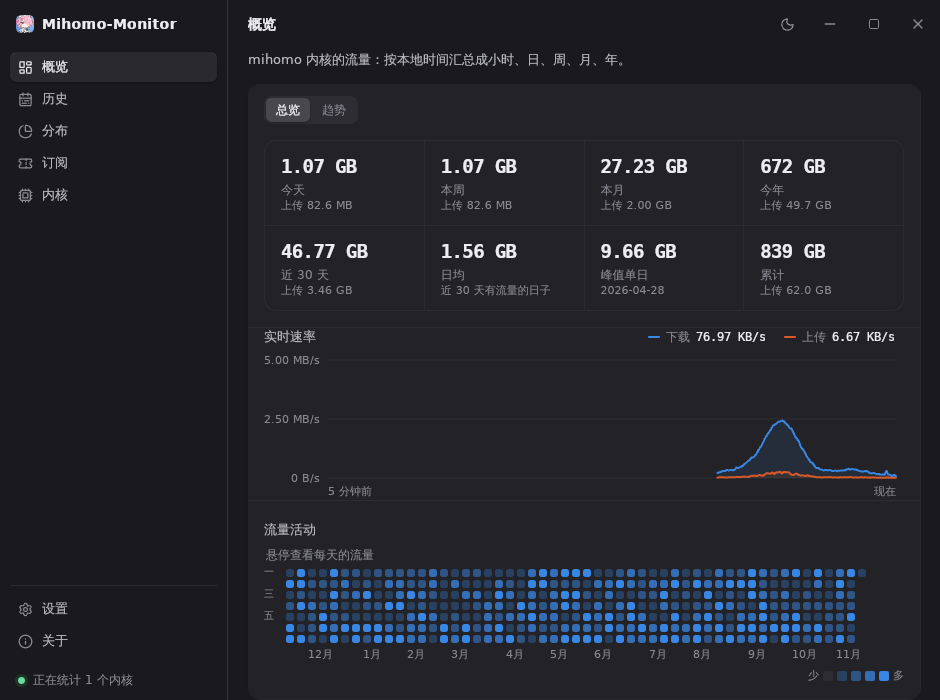 Mihomo-Monitor
概览
历史
分布
订阅
内核
设置
关于
正在统计 1 个内核
概览
mihomo 内核的流量：按本地时间汇总成小时、日、周、月、年。
总览 趋势
1.07 GB 1.07 GB 27.23 GB 672 GB
今天 本周 本月 今年
上传 82.6 MB 上传 82.6 MB 上传 2.00 GB 上传 49.7 GB
46.77 GB 1.56 GB 9.66 GB 839 GB
近 30 天 日均 峰值单日 累计
上传 3.46 GB 近 30 天有流量的日子 2026-04-28 上传 62.0 GB
实时速率 下载 76.97 KB/s 上传 6.67 KB/s
5.00 MB/s
2.50 MB/s
0 B/s
5 分钟前 现在
流量活动
悬停查看每天的流量
一
三
五
12月 1月 2月 3月 4月 5月 6月 7月 8月 9月 10月 11月
少 多